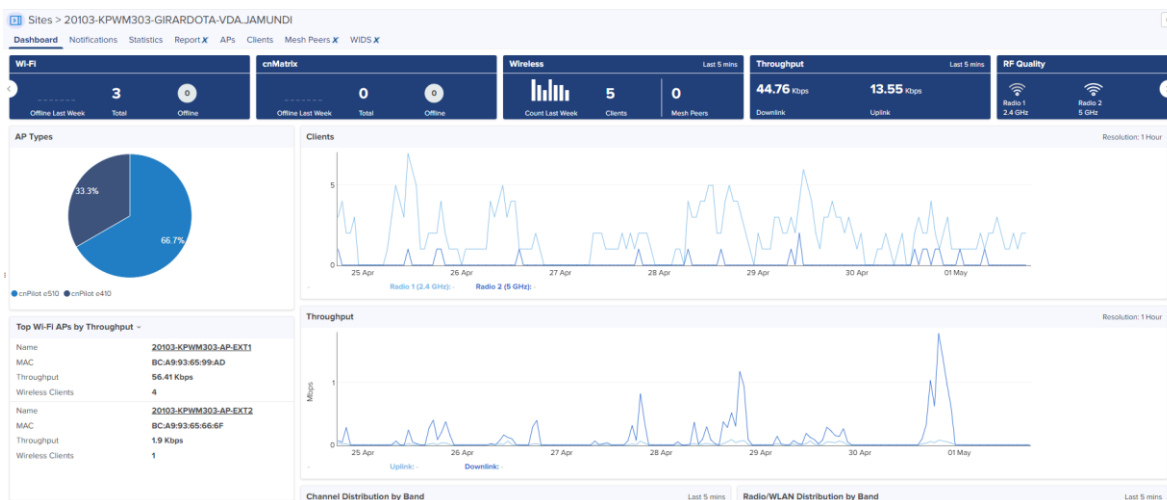 Sites > 20103-KPWM303-GIRARDOTA-VDA.JAMUNDI
Dashboard Notifications Statistics Report X APs Clients Mesh Peers X WIDS X
Wi-Fi
3 0
Offline Last Week Total Offline
cnMatrix
0 0
Offline Last Week Total Offline
Wireless Last 5 mins
5 0
Count Last Week Clients Mesh Peers
Throughput Last 5 mins
44.76 Kbps 13.55 Kbps
Downlink Uplink
RF Quality
Radio 1 Radio 2
2.4 GHz 5 GHz
AP Types
33.3%
66.7%
cnPilot e510 cnPilot e410
Clients Resolution: 1 Hour
5
0
25 Apr 26 Apr 27 Apr 28 Apr 29 Apr 30 Apr 01 May
- Radio 1 (2.4 GHz): - Radio 2 (5 GHz): -
Top Wi-Fi APs by Throughput
Name 20103-KPWM303-AP-EXT1
MAC BC:A9:93:65:99:AD
Throughput 56.41 Kbps
Wireless Clients 4
Name 20103-KPWM303-AP-EXT2
MAC BC:A9:93:65:66:6F
Throughput 1.9 Kbps
Wireless Clients 1
Throughput Resolution: 1 Hour
Mbps
1
0
25 Apr 26 Apr 27 Apr 28 Apr 29 Apr 30 Apr 01 May
- Uplink: - Downlink: -
Channel Distribution by Band Last 5 mins
Radio/WLAN Distribution by Band Last 5 mins